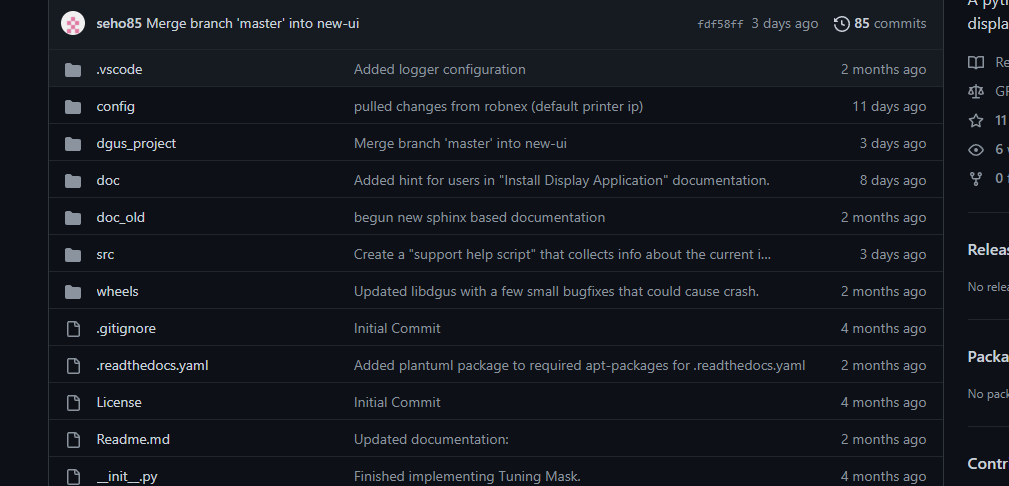 seho85 Merge branch 'master' into new-ui fdf58ff 3 days ago 85 commits
.vscode Added logger configuration 2 months ago
config pulled changes from robnex (default printer ip) 11 days ago
dgus_project Merge branch 'master' into new-ui 3 days ago
doc Added hint for users in "Install Display Application" documentation. 8 days ago
doc_old begun new sphinx based documentation 2 months ago
src Create a "support help script" that collects info about the current i... 3 days ago
wheels Updated libdgus with a few small bugfixes that could cause crash. 2 months ago
.gitignore Initial Commit 4 months ago
.readthedocs.yaml Added plantuml package to required apt-packages for .readthedocs.yaml 2 months ago
License Initial Commit 4 months ago
Readme.md Updated documentation: 2 months ago
__init__.py Finished implementing Tuning Mask. 4 months ago
A pyt
displa
Re
GP
11
6
0
Releas
No rele
Packa
No pack
Contr